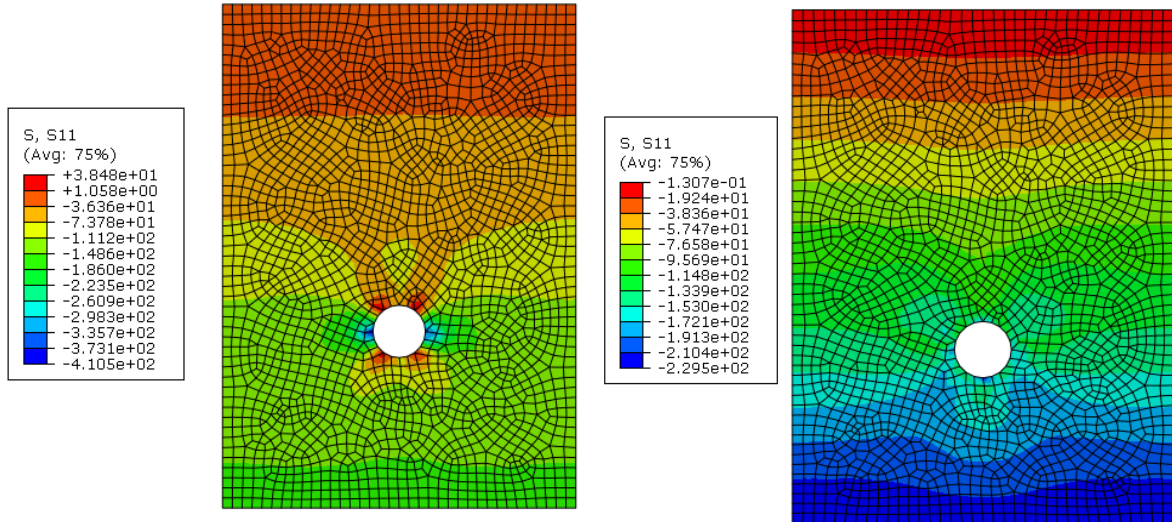 S, S11
(Avg: 75%)
+3.848e+01
+1.058e+00
-3.636e+01
-7.378e+01
-1.112e+02
-1.486e+02
-1.860e+02
-2.235e+02
-2.609e+02
-2.983e+02
-3.357e+02
-3.731e+02
-4.105e+02
S, S11
(Avg: 75%)
-1.307e-01
-1.924e+01
-3.836e+01
-5.747e+01
-7.658e+01
-9.569e+01
-1.148e+02
-1.339e+02
-1.530e+02
-1.721e+02
-1.913e+02
-2.104e+02
-2.295e+02